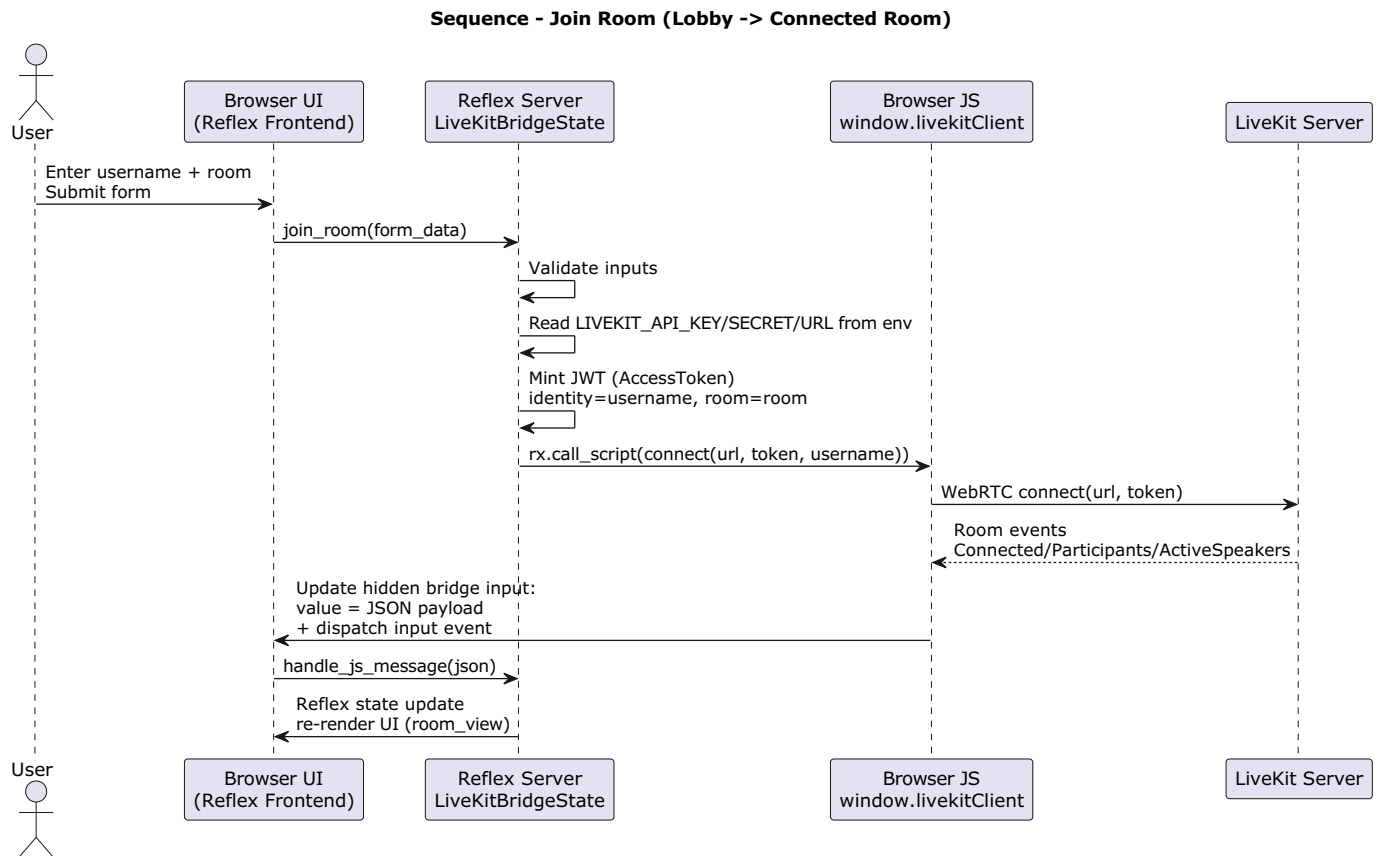 Sequence - Join Room (Lobby -> Connected Room)
User
Browser UI
(Reflex Frontend)
Reflex Server
LiveKitBridgeState
Browser JS
window.livekitClient
LiveKit Server
Enter username + room
Submit form
join_room(form_data)
Validate inputs
Read LIVEKIT_API_KEY/SECRET/URL from env
Mint JWT (AccessToken)
identity=username, room=room
rx.call_script(connect(url, token, username))
WebRTC connect(url, token)
Room events
Connected/Participants/ActiveSpeakers
Update hidden bridge input:
value = JSON payload
+ dispatch input event
handle_js_message(json)
Reflex state update
re-render UI (room_view)
User
Browser UI
(Reflex Frontend)
Reflex Server
LiveKitBridgeState
Browser JS
window.livekitClient
LiveKit Server